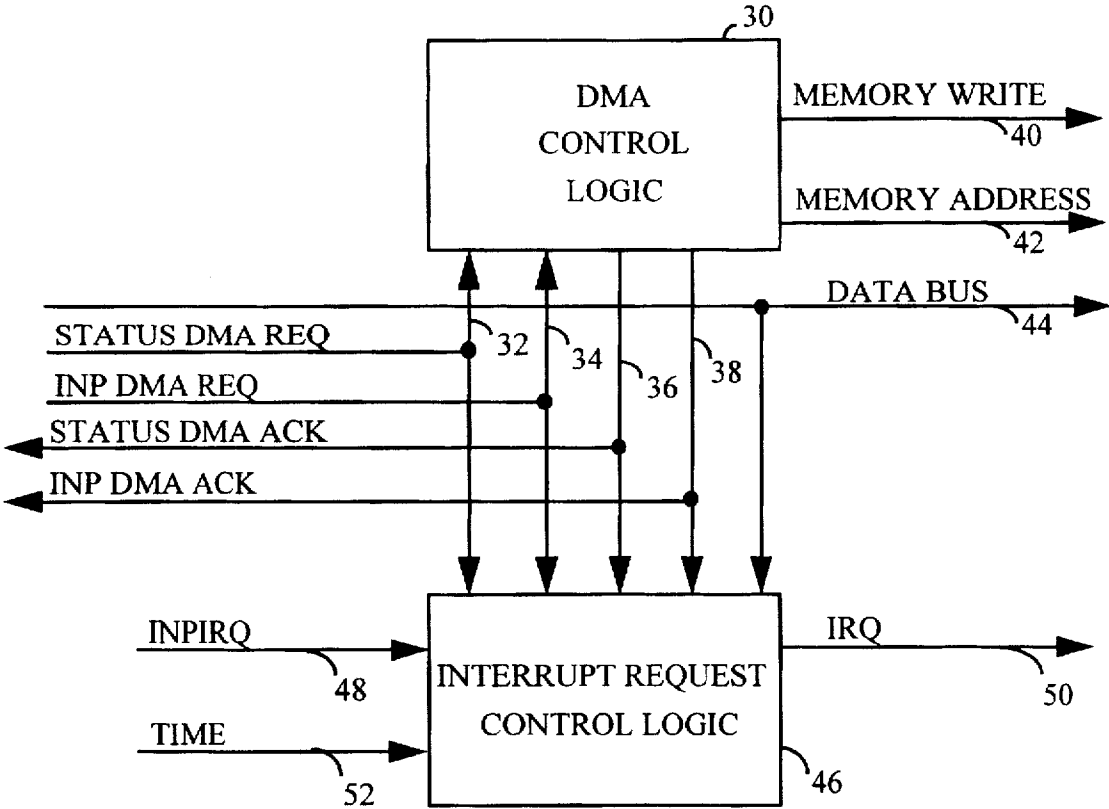 30
DMA
CONTROL
LOGIC
MEMORY WRITE
40
MEMORY ADDRESS
42
DATA BUS
44
STATUS DMA REQ
32
34
36
38
INP DMA REQ
STATUS DMA ACK
INP DMA ACK
INPIRQ
48
TIME
52
INTERRUPT REQUEST
CONTROL LOGIC
IRQ
50
46